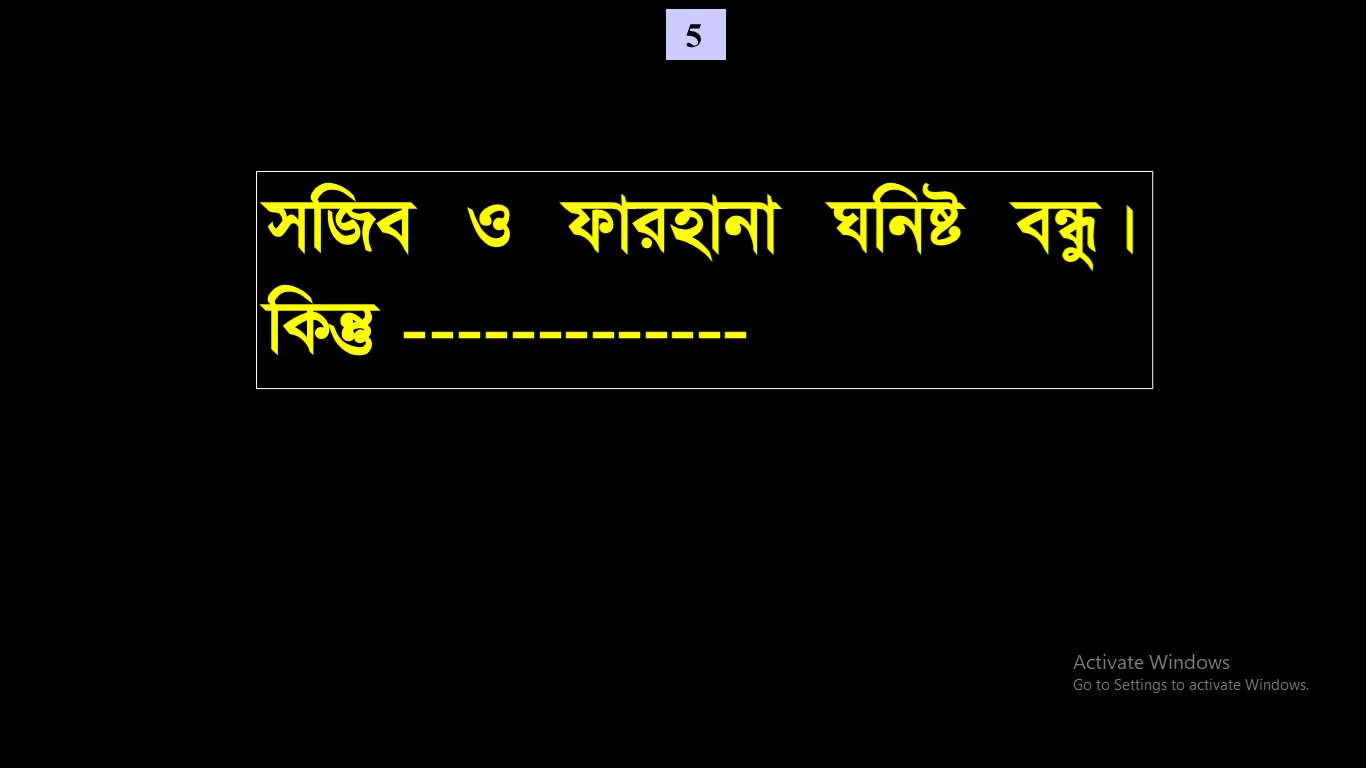 5
সজিব ও ফারহানা ঘনিষ্ট বন্ধু।
কিন্তু -------------
Activate Windows
Go to Settings to activate Windows.